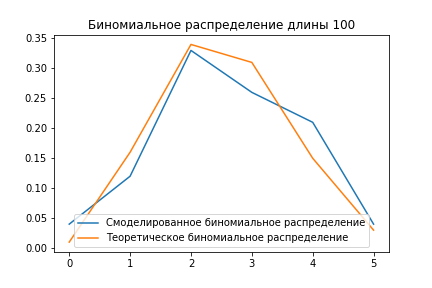 Биномиальное распределение длины 100
0.35
0.30
0.25
0.20
0.15
0.10
0.05
0.00
Смоделированное биномиальное распределение
Теоретическое биномиальное распределение
0 1 2 3 4 5